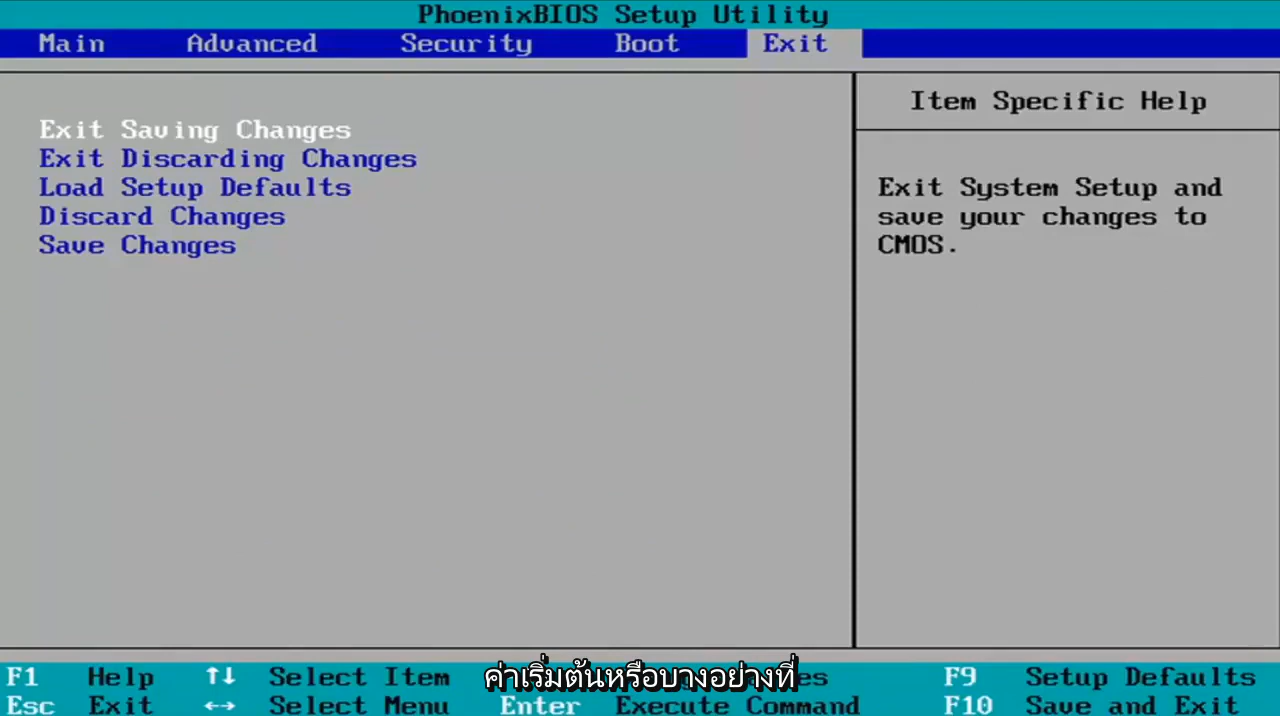 PhoenixBIOS Setup Utility
Main Advanced Security Boot Exit
Item Specific Help
Exit Saving Changes
Exit Discarding Changes
Load Setup Defaults
Discard Changes
Save Changes
Exit System Setup and
save your changes to
CMOS.
F1 Help ↑↓ Select Item F9 Setup Defaults
ค่าเริ่มต้นหรือบางอย่างที่
Esc Exit ↔ Select Menu Enter Execute Command F10 Save and Exit